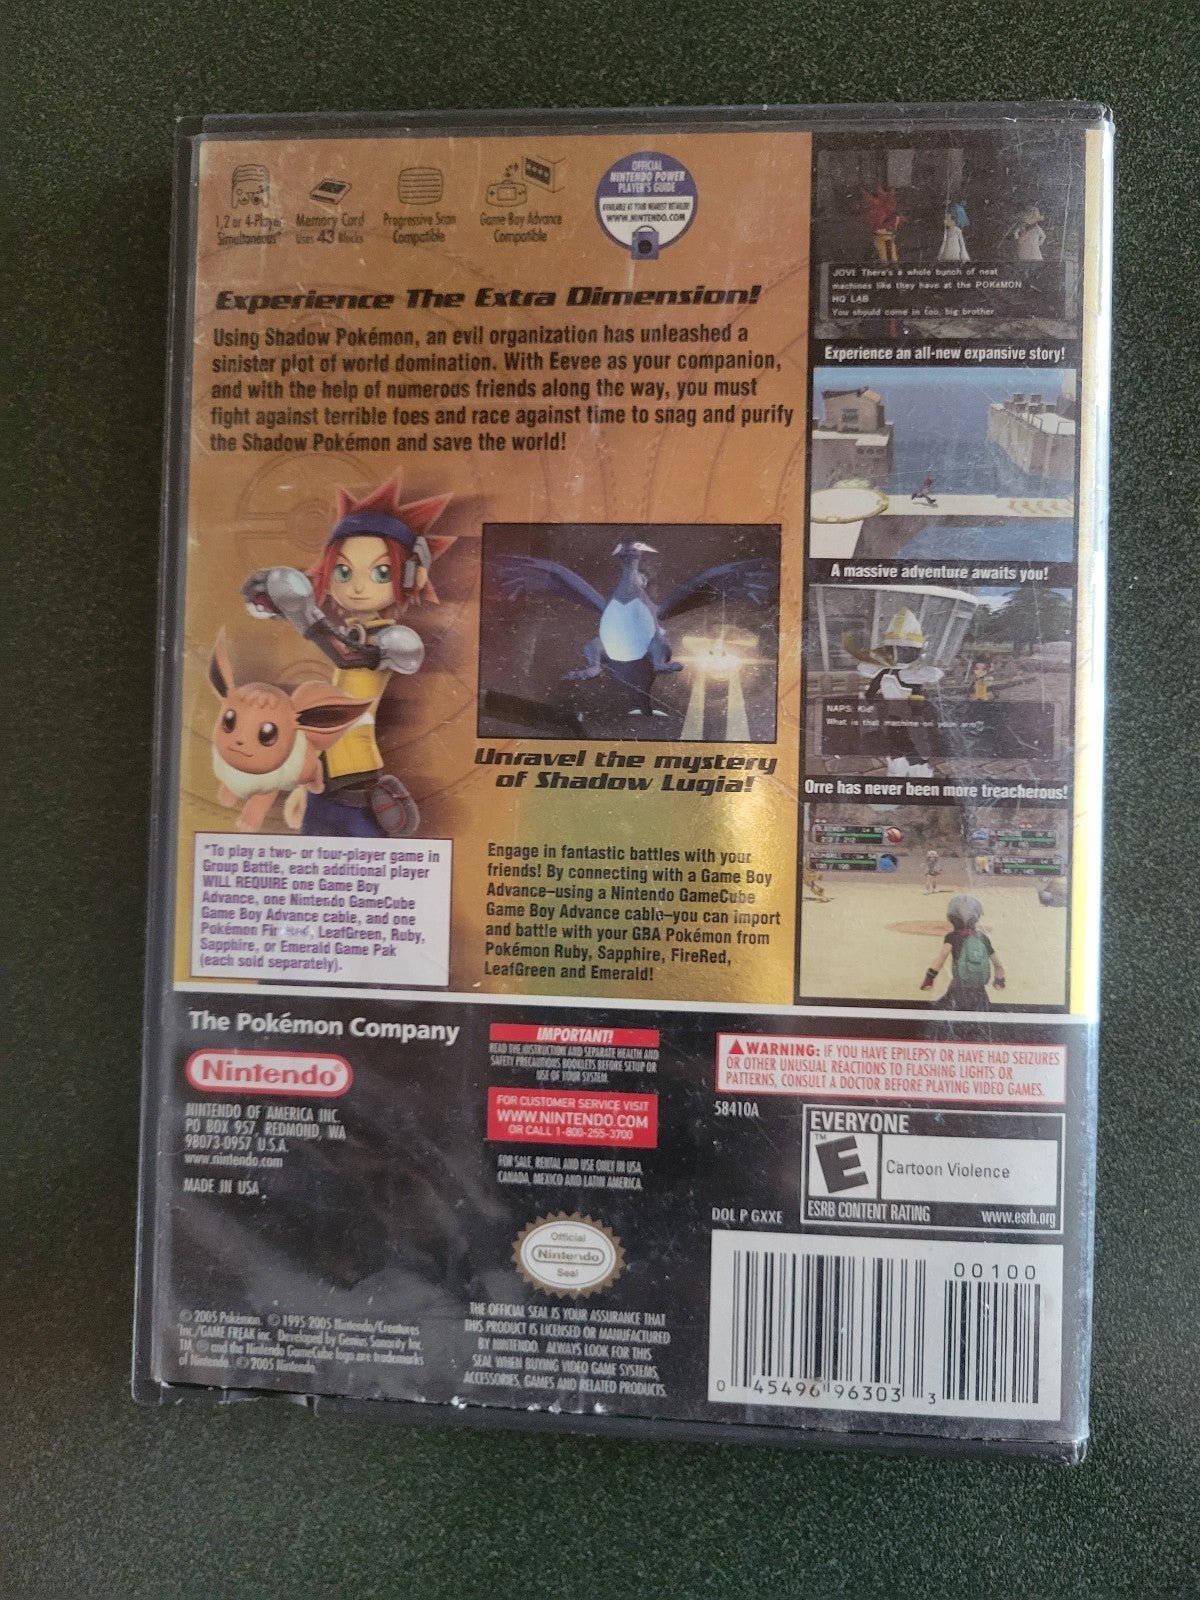 1, 2 or 4-Player
Simultaneous*
Memory Card
Uses 43 Blocks
Progressive Scan
Compatible
Game Boy Advance
Compatible
OFFICIAL
NINTENDO POWER
PLAYER'S GUIDE
AVAILABLE AT YOUR NEAREST RETAILER!
WWW.NINTENDO.COM
Experience The Extra Dimension!
Using Shadow Pokémon, an evil organization has unleashed a
sinister plot of world domination. With Eevee as your companion,
and with the help of numerous friends along the way, you must
fight against terrible foes and race against time to snag and purify
the Shadow Pokémon and save the world!
Unravel the mystery
of Shadow Lugia!
*To play a two- or four-player game in
Group Battle, each additional player
WILL REQUIRE one Game Boy
Advance, one Nintendo GameCube
Game Boy Advance cable, and one
Pokémon LeafGreen, Ruby,
Sapphire, or Emerald Game Pak
(each sold separately).
Engage in fantastic battles with your
friends! By connecting with a Game Boy
Advance–using a Nintendo GameCube
Game Boy Advance cable–you can import
and battle with your GBA Pokémon from
Pokémon Ruby, Sapphire, FireRed,
LeafGreen and Emerald!
JOVI: There's a whole bunch of neat
machines like they have at the POKéMON
HQ LAB.
You should come in too, big brother.
Experience an all-new expansive story!
A massive adventure awaits you!
NAPS: Kid!
What is that machine on your arm?
Orre has never been more treacherous!
The Pokémon Company
Nintendo®
NINTENDO OF AMERICA INC.
PO BOX 957, REDMOND, WA
98073-0957 U.S.A.
www.nintendo.com
MADE IN USA
IMPORTANT!
READ THE INSTRUCTION AND SEPARATE HEALTH AND
SAFETY PRECAUTIONS BOOKLETS BEFORE SETUP OR
USE OF YOUR SYSTEM.
FOR CUSTOMER SERVICE VISIT
WWW.NINTENDO.COM
OR CALL 1-800-255-3700
FOR SALE, RENTAL AND USE ONLY IN USA,
CANADA, MEXICO AND LATIN AMERICA.
WARNING: IF YOU HAVE EPILEPSY OR HAVE HAD SEIZURES
OR OTHER UNUSUAL REACTIONS TO FLASHING LIGHTS OR
PATTERNS, CONSULT A DOCTOR BEFORE PLAYING VIDEO GAMES.
58410A
EVERYONE
TM
E
Cartoon Violence
ESRB CONTENT RATING www.esrb.org
DOL P GXXE
Official
Nintendo
Seal
THE OFFICIAL SEAL IS YOUR ASSURANCE THAT
THIS PRODUCT IS LICENSED OR MANUFACTURED
BY NINTENDO. ALWAYS LOOK FOR THIS
SEAL WHEN BUYING VIDEO GAME SYSTEMS,
ACCESSORIES, GAMES AND RELATED PRODUCTS.
© 2005 Pokémon. © 1995 2005 Nintendo/Creatures
Inc./GAME FREAK inc. Developed by Genius Sonority Inc.
TM, ® and the Nintendo GameCube logo are trademarks
of Nintendo. © 2005 Nintendo.
00100
0 45496 96303 3